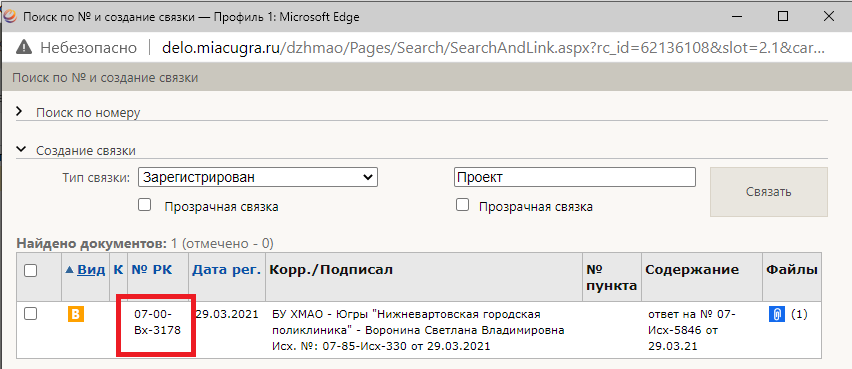 Поиск по № и создание связки — Профиль 1: Microsoft Edge
Небезопасно delo.miacugra.ru/dzhmao/Pages/Search/SearchAndLink.aspx?rc_id=62136108&slot=2.1&car...
Поиск по № и создание связки
Поиск по номеру
Создание связки
Тип связки: Зарегистрирован Проект Связать
Прозрачная связка Прозрачная связка
Найдено документов: 1 (отмечено - 0)
Вид К № РК Дата рег. Корр./Подписал № Содержание Файлы
пункта
В 07-00- 29.03.2021 БУ ХМАО - Югры "Нижневартовская городская ответ на № 07- (1)
Вх-3178 поликлиника" - Воронина Светлана Владимировна Исх-5846 от
Исх. №: 07-85-Исх-330 от 29.03.2021 29.03.21